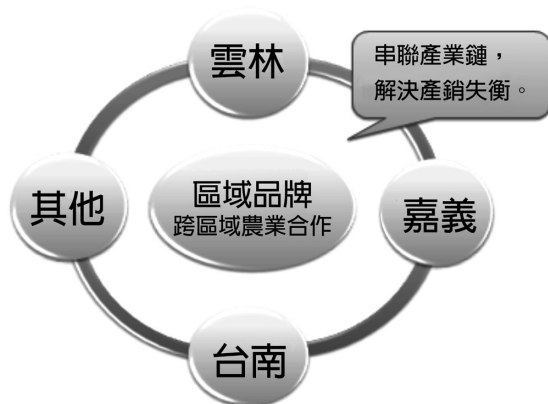 雲林
串聯產業鏈，
解決產銷失衡。
其他
區域品牌
跨區域農業合作
嘉義
台南